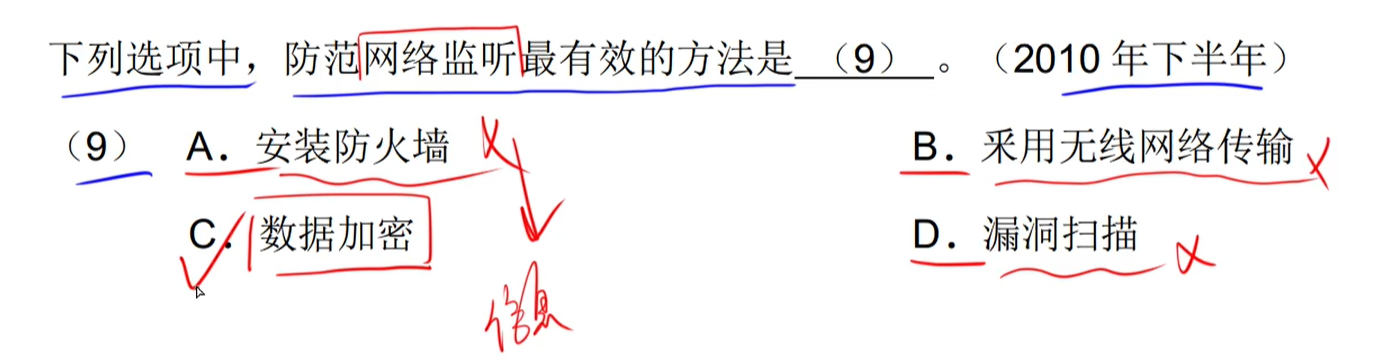 下列选项中，防范网络监听最有效的方法是 （9） 。（2010 年下半年）
（9） A．安装防火墙 B．采用无线网络传输
C．数据加密 D．漏洞扫描
信息